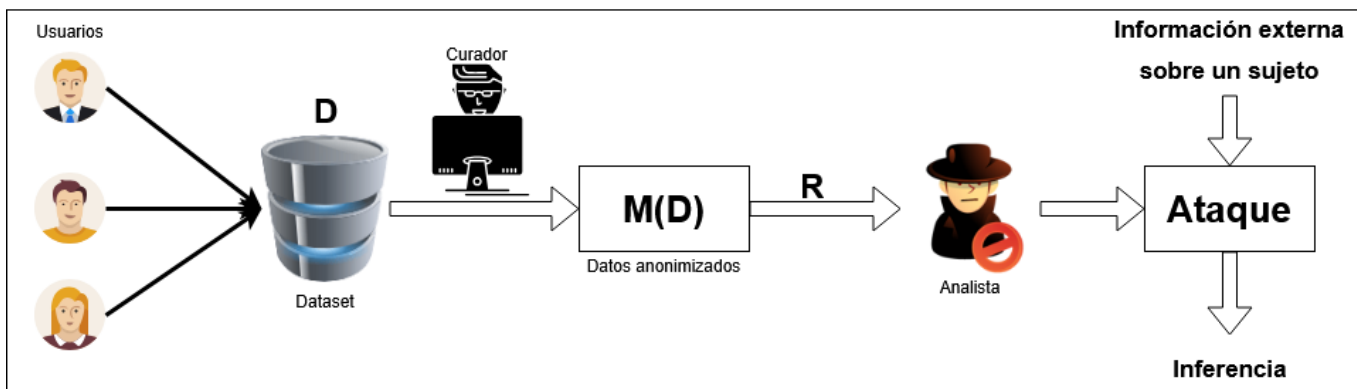 Usuarios
D
Dataset
Curador
M(D)
Datos anonimizados
R
Analista
Información externa
sobre un sujeto
Ataque
Inferencia